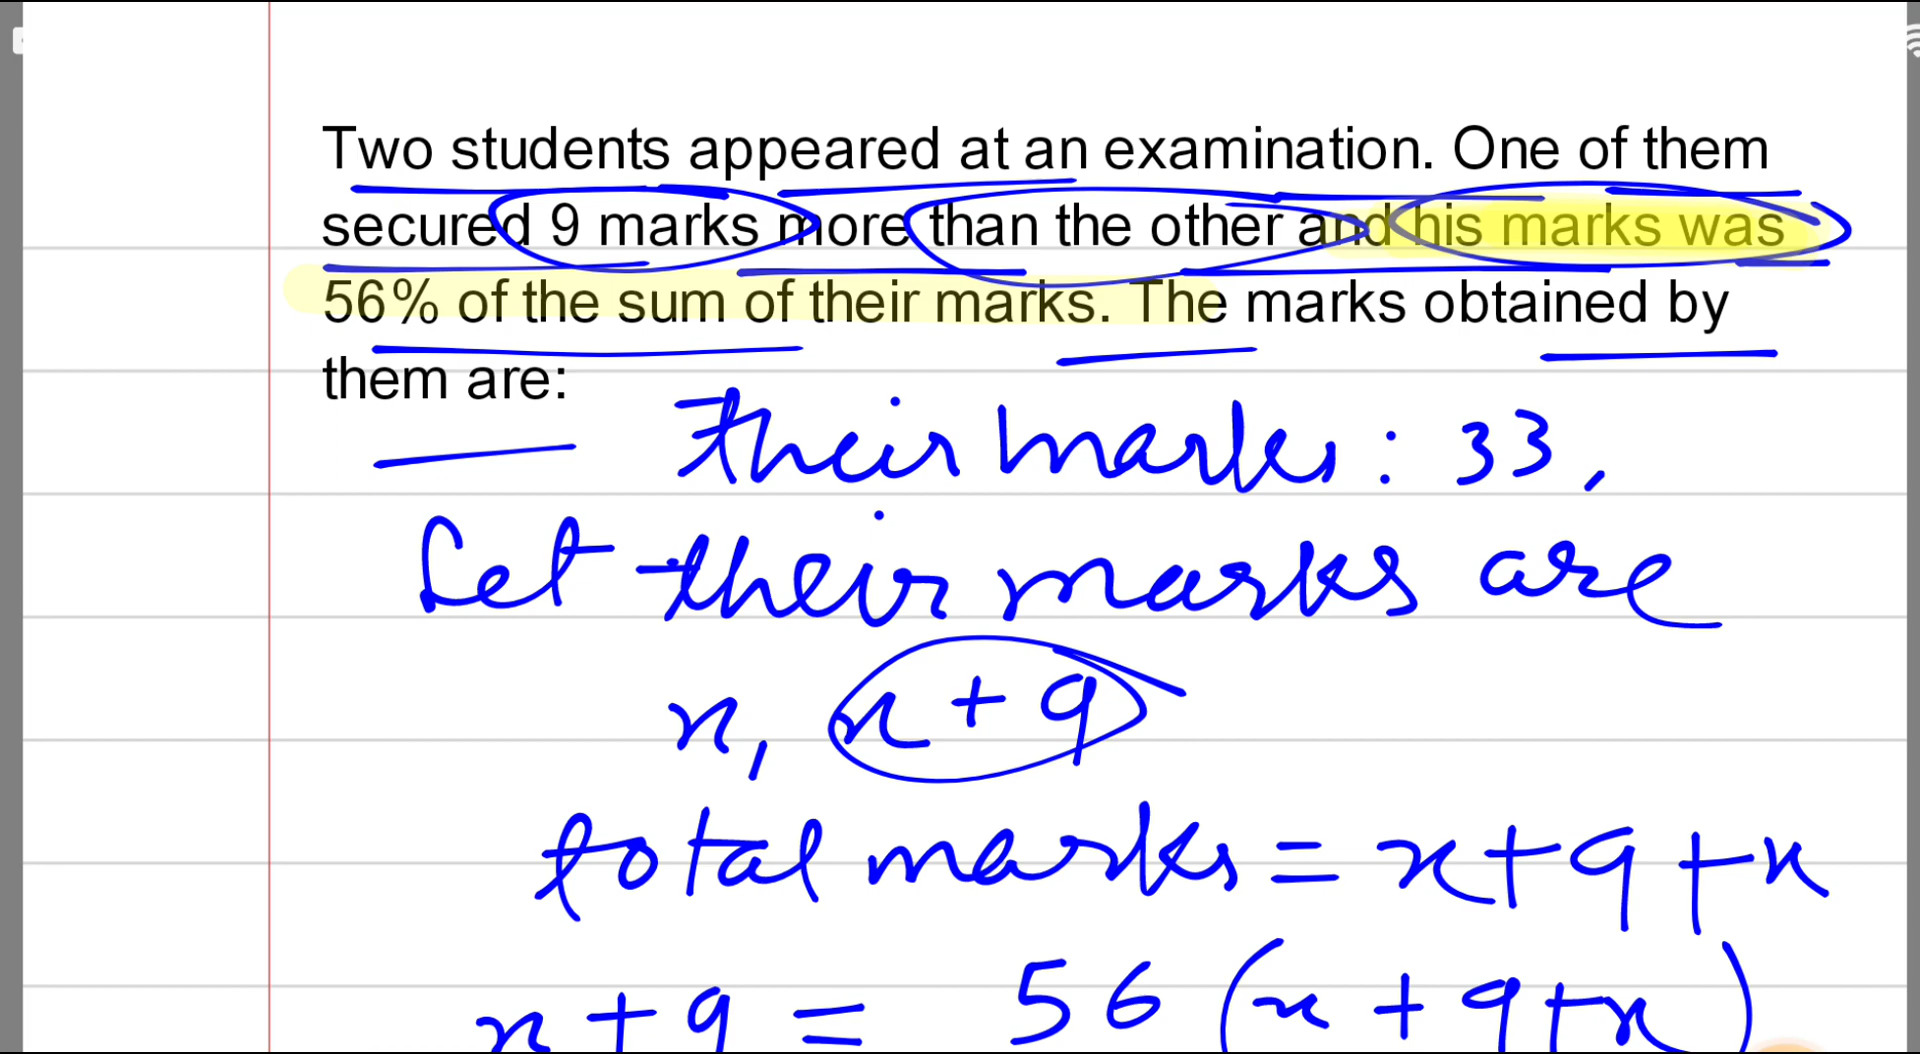 Two students appeared at an examination. One of them
secured 9 marks more than the other and his marks was
56% of the sum of their marks. The marks obtained by
them are:
Their marks : 33,
Let their marks are
x, x + 9
total marks = x + 9 + x
x + 9 = 56 (x + 9 + x)